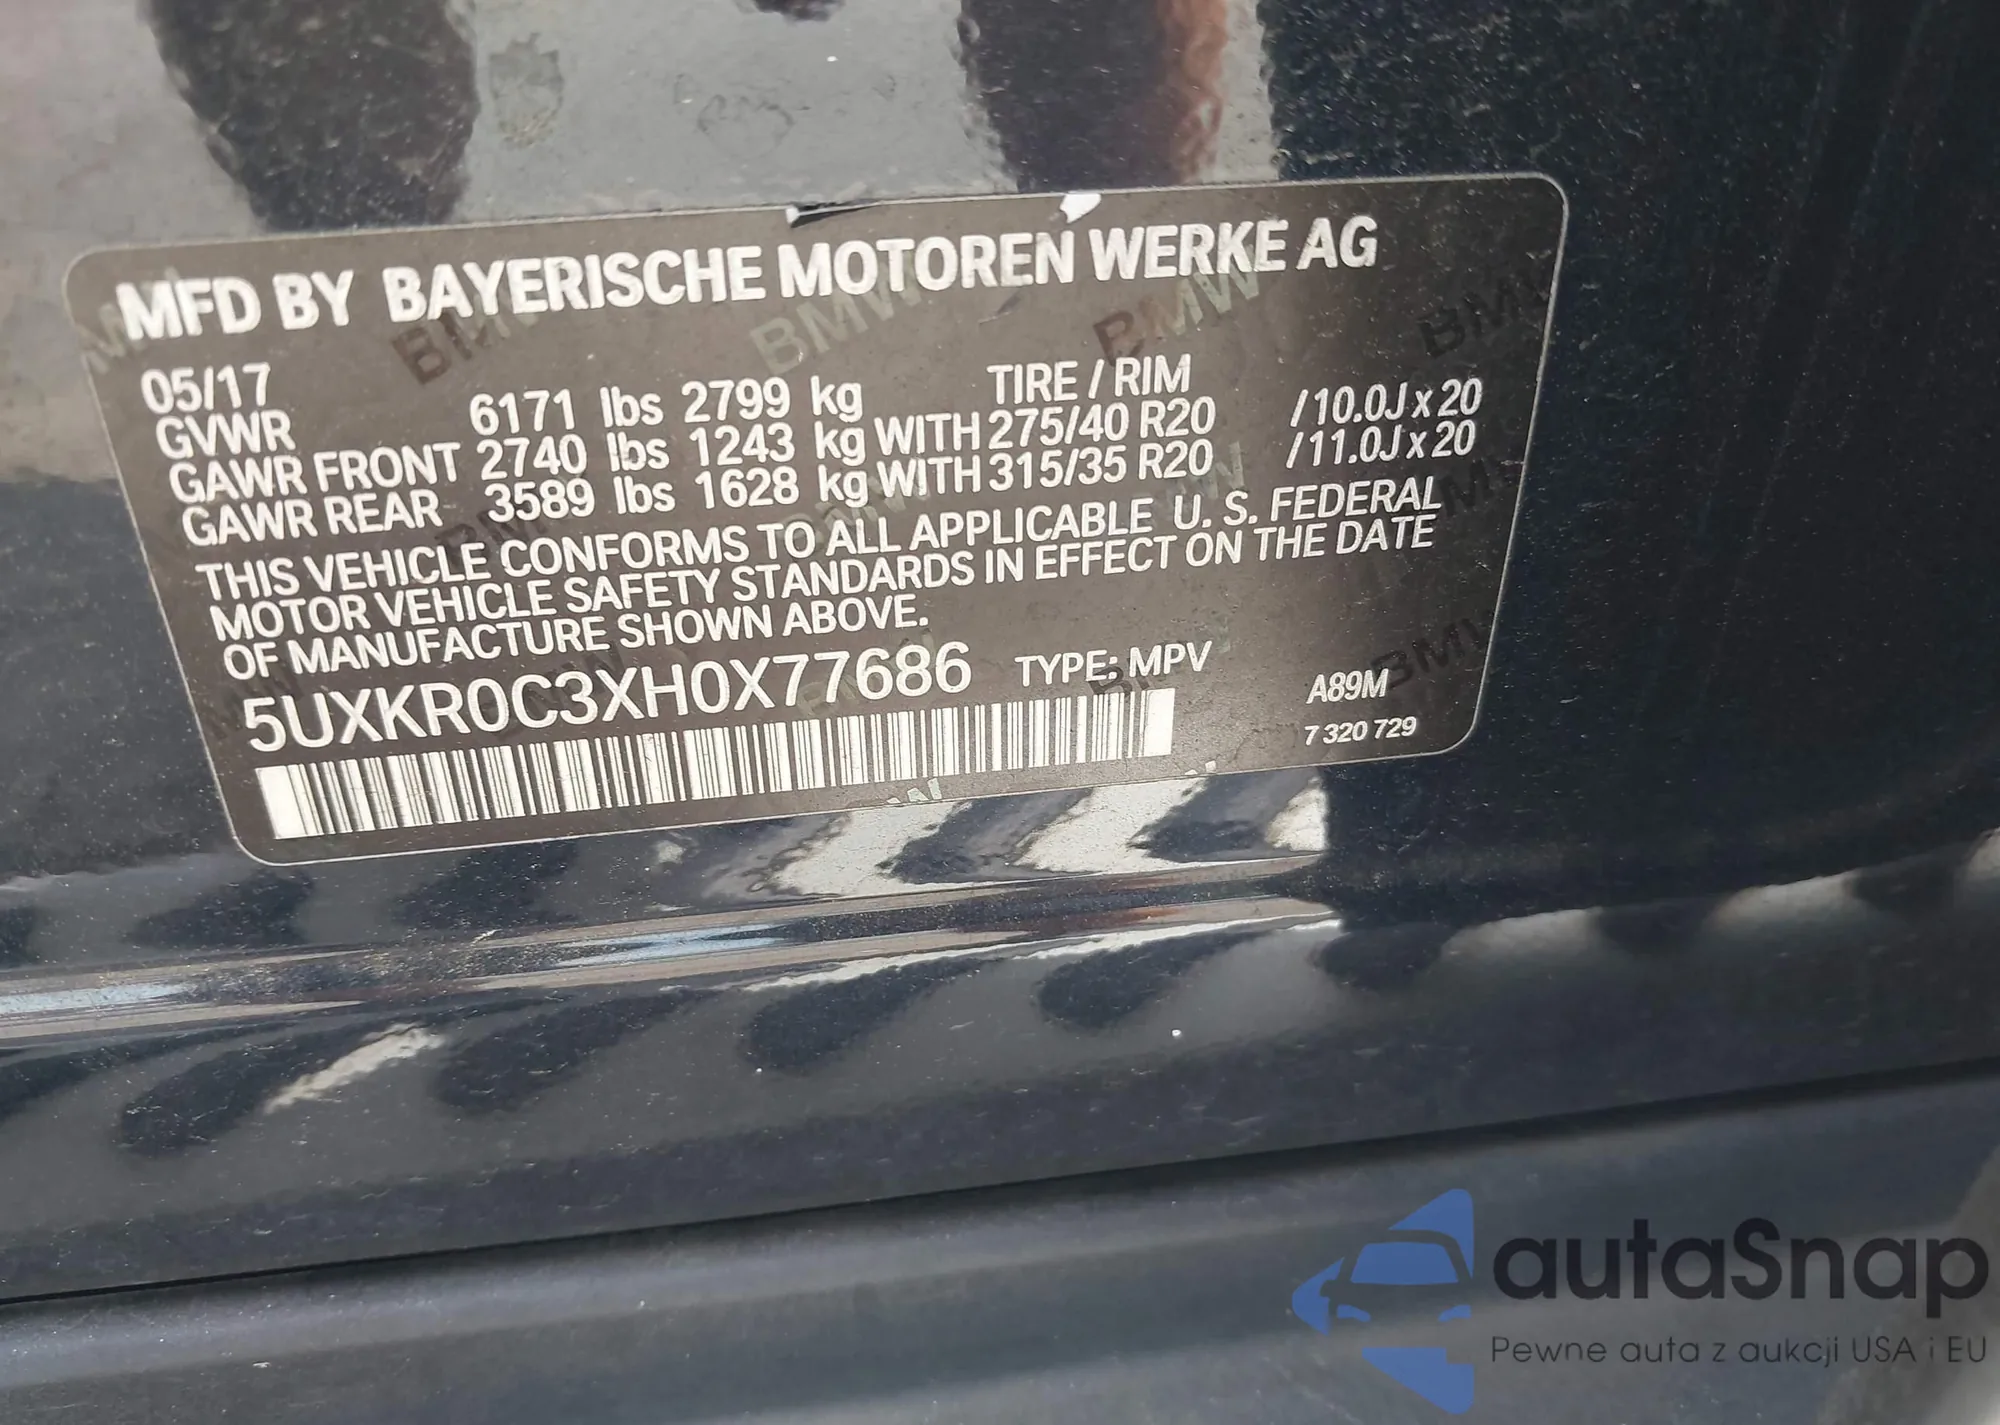 MFD BY BAYERISCHE MOTOREN WERKE AG
05/17 TIRE / RIM
GVWR 6171 lbs 2799 kg
GAWR FRONT 2740 lbs 1243 kg WITH 275/40 R20 /10.0J x 20
GAWR REAR 3589 lbs 1628 kg WITH 315/35 R20 /11.0J x 20
THIS VEHICLE CONFORMS TO ALL APPLICABLE U. S. FEDERAL
MOTOR VEHICLE SAFETY STANDARDS IN EFFECT ON THE DATE
OF MANUFACTURE SHOWN ABOVE.
5UXKR0C3XH0X77686 TYPE: MPV A89M
7 320 729
autaSnap
Pewne auta z aukcji USA i EU